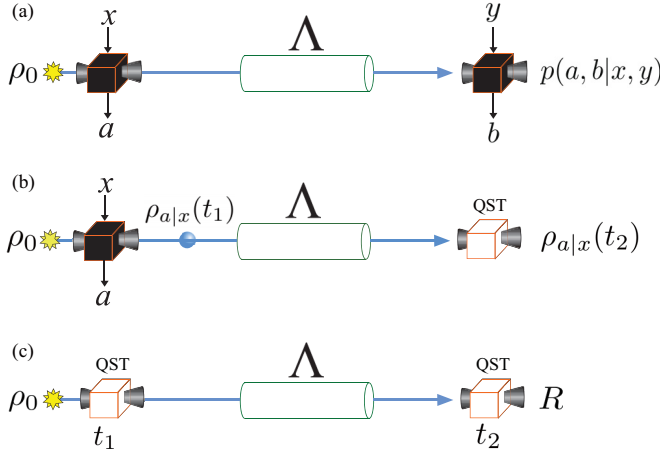 (a)
x
Λ
y
ρ₀
p(a, b|x, y)
a
b
(b)
x
ρₐ|ₓ(t₁)
Λ
QST
ρ₀
ρₐ|ₓ(t₂)
a
(c)
QST
Λ
QST
ρ₀
R
t₁
t₂